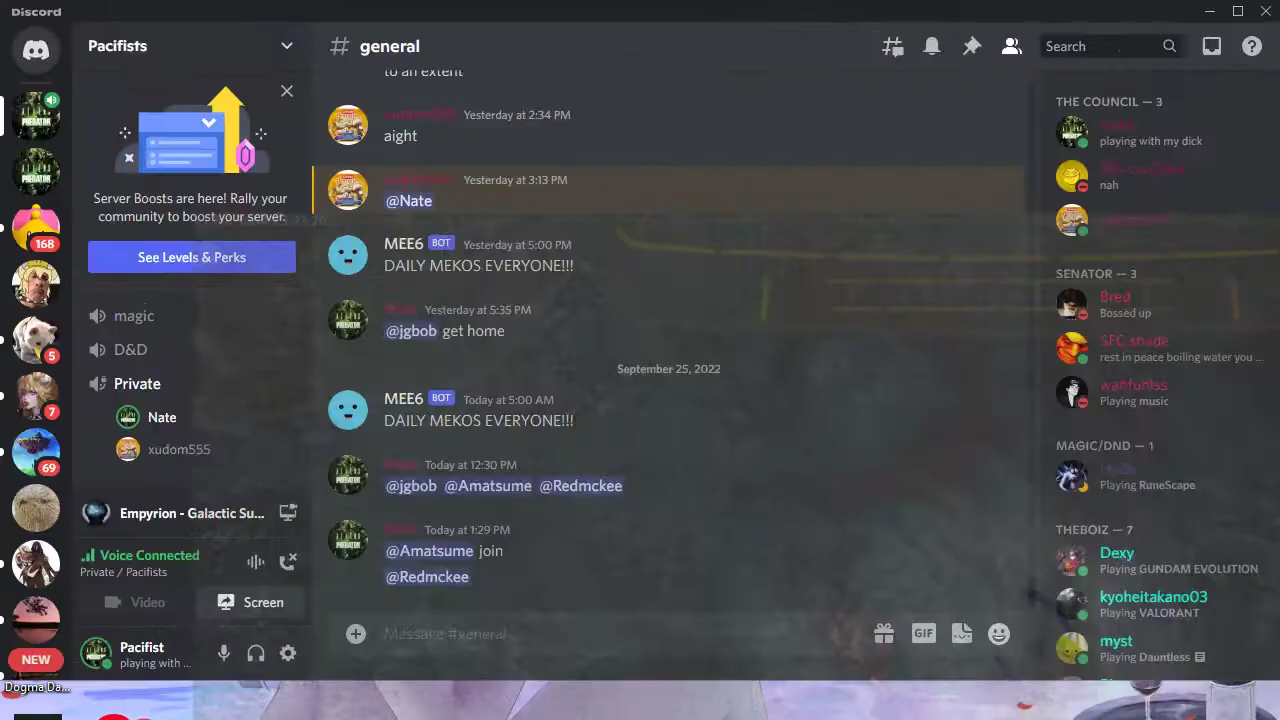 Discord
Pacifists
general
Search
to an extent
Server Boosts are here! Rally your
community to boost your server.
See Levels & Perks
magic
D&D
Private
Nate
xudom555
Empyrion - Galactic Su...
Voice Connected
Private / Pacifists
Video
Screen
Pacifist
playing with ...
168
5
7
69
NEW
Dogma Da...
xudom555 Yesterday at 2:34 PM
aight
Yesterday at 3:13 PM
@Nate
MEE6 BOT Yesterday at 5:00 PM
DAILY MEKOS EVERYONE!!!
Yesterday at 5:35 PM
@jgbob get home
September 25, 2022
MEE6 BOT Today at 5:00 AM
DAILY MEKOS EVERYONE!!!
Today at 12:30 PM
@jgbob @Amatsume @Redmckee
Today at 1:29 PM
@Amatsume join
@Redmckee
Message #general
GIF
THE COUNCIL — 3
playing with my dick
nah
SENATOR — 3
Bred
Bossed up
SFC shade
rest in peace boiling water you ...
wahfuhlss
Playing music
MAGIC/DND — 1
Playing RuneScape
THEBOIZ — 7
Dexy
Playing GUNDAM EVOLUTION
kyoheitakano03
Playing VALORANT
myst
Playing Dauntless